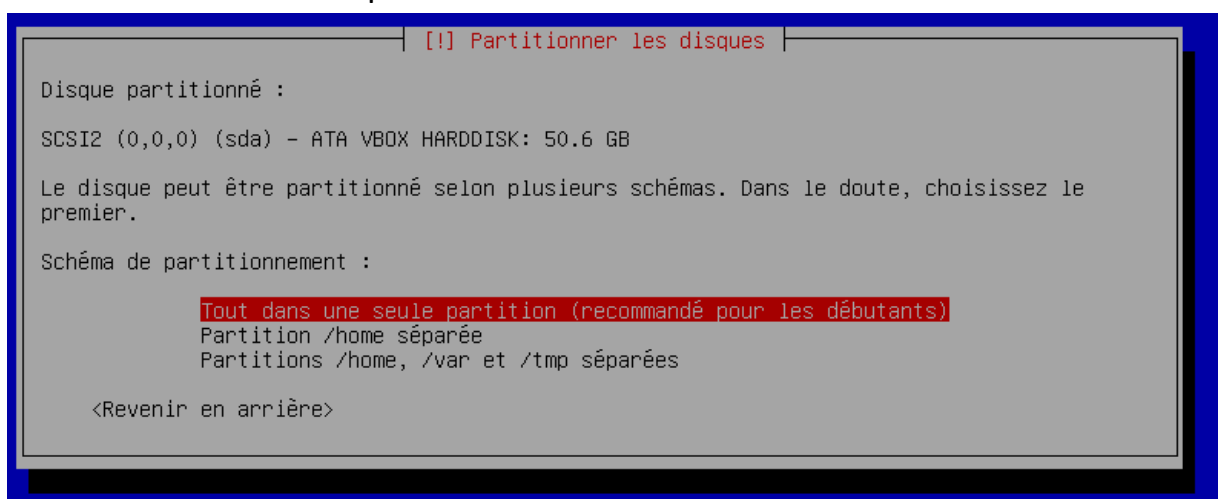 [!] Partitionner les disques
Disque partitionné :
SCSI2 (0,0,0) (sda) – ATA VBOX HARDDISK: 50.6 GB
Le disque peut être partitionné selon plusieurs schémas. Dans le doute, choisissez le
premier.
Schéma de partitionnement :
Tout dans une seule partition (recommandé pour les débutants)
Partition /home séparée
Partitions /home, /var et /tmp séparées
<Revenir en arrière>